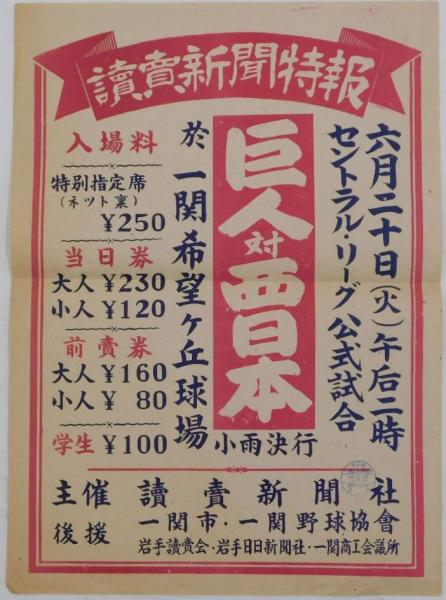 讀賣新聞特報
六月二十日(火)午后二時
セントラル・リーグ公式試合
巨人対西日本
小雨決行
於 一関希望ヶ丘球場
入場料
特別指定席
(ネット裏)
¥250
当日券
大人 ¥230
小人 ¥120
前賣券
大人 ¥160
小人 ¥ 80
学生 ¥100
主催 讀賣新聞社
後援 一関市・一関野球協會
岩手讀賣会・岩手日日新聞社・一関商工会議所